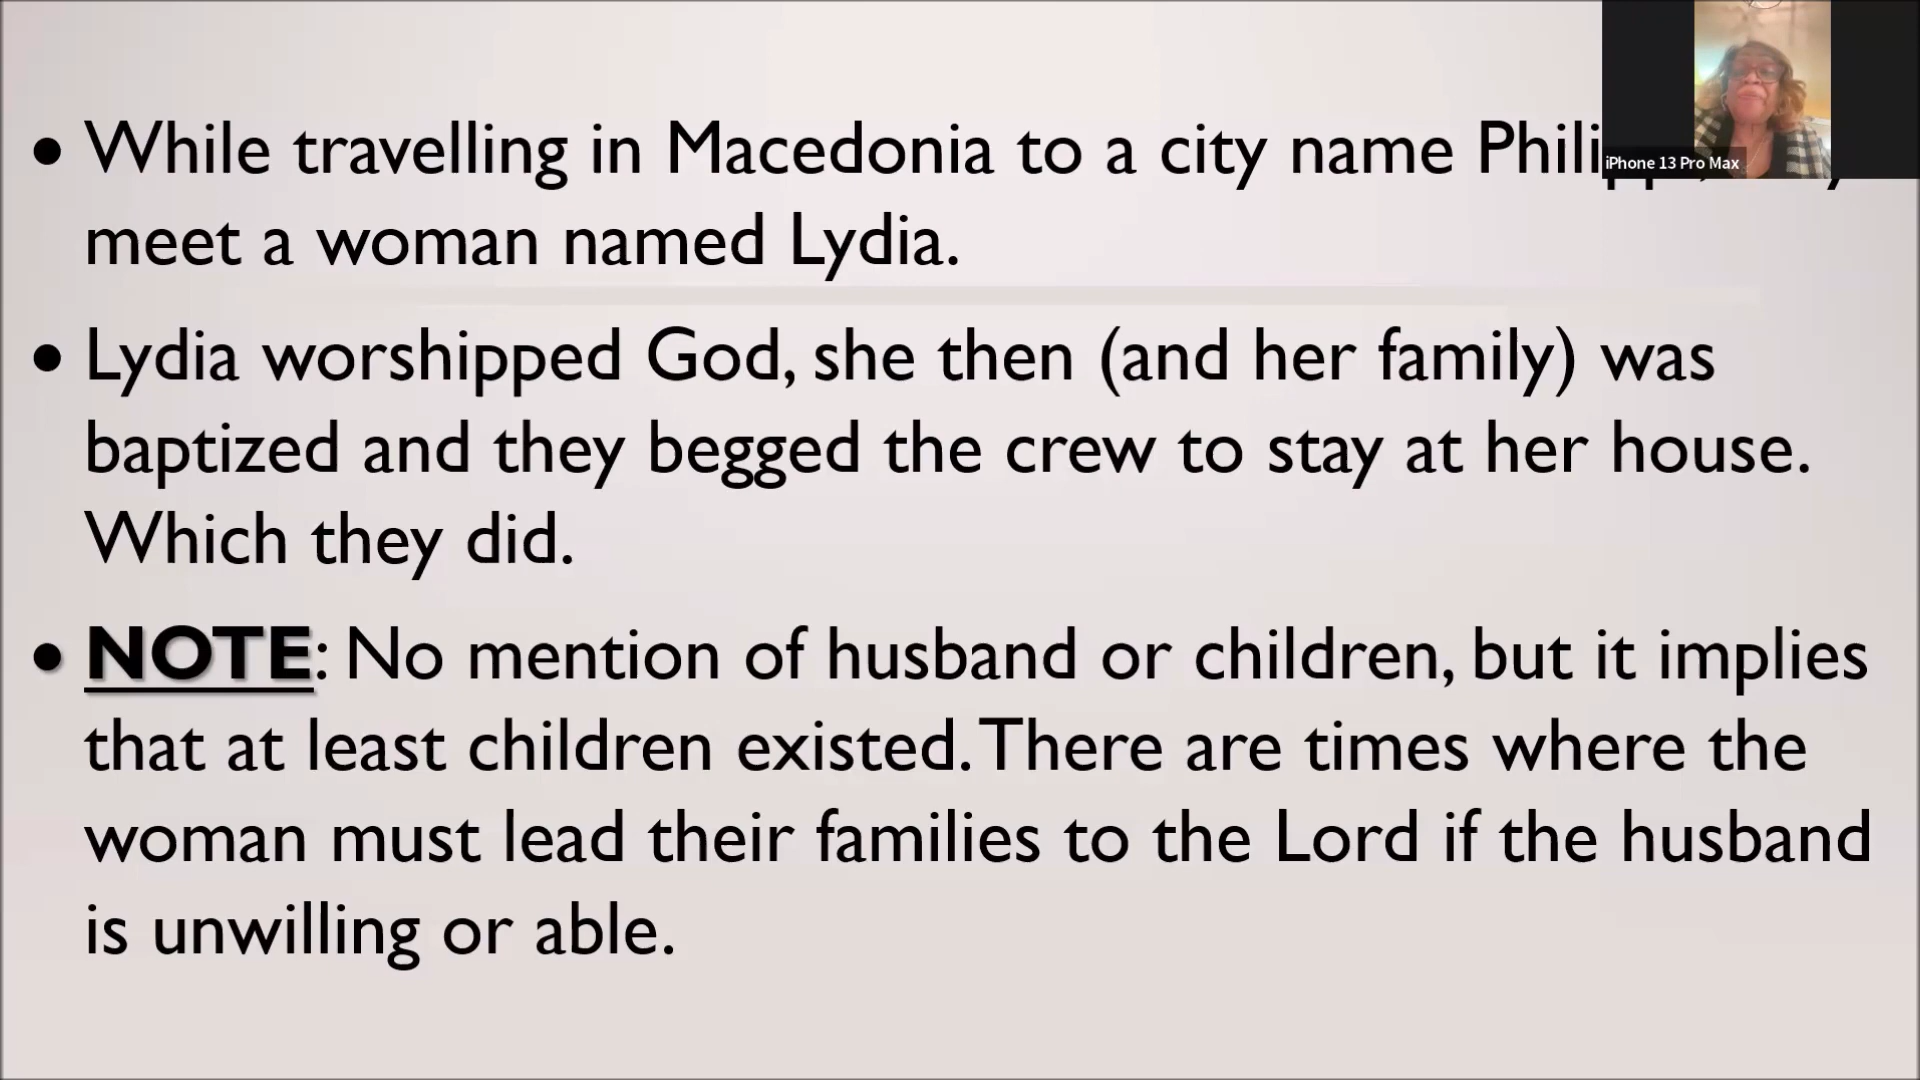 • While travelling in Macedonia to a city name
meet a woman named Lydia.
• Lydia worshipped God, she then (and her family) was
baptized and they begged the crew to stay at her house.
Which they did.
• NOTE: No mention of husband or children, but it implies
that at least children existed. There are times where the
woman must lead their families to the Lord if the husband
is unwilling or able.
iPhone 13 Pro Max